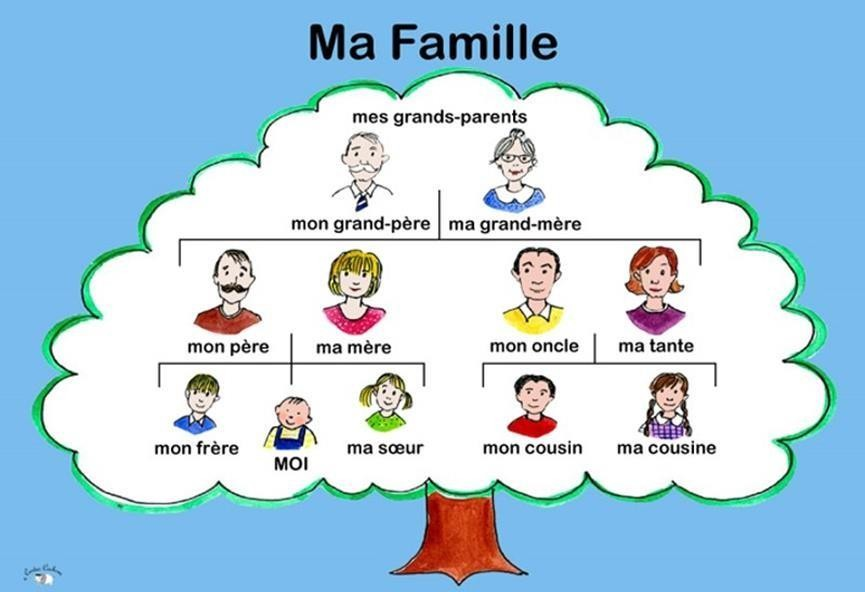 Ma Famille
mes grands-parents
mon grand-père
ma grand-mère
mon père
ma mère
mon oncle
ma tante
mon frère
MOI
ma sœur
mon cousin
ma cousine